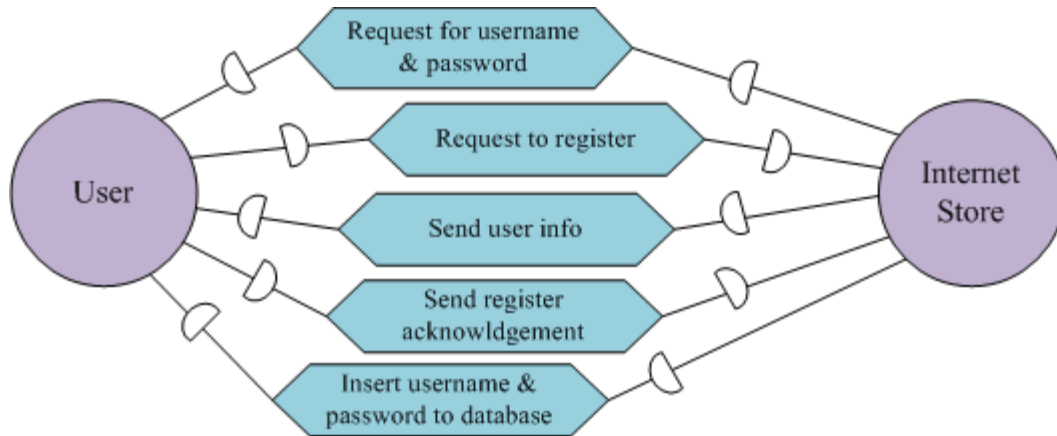 Request for username
& password
Request to register
User
Internet
Store
Send user info
Send register
acknowldgement
Insert username &
password to database